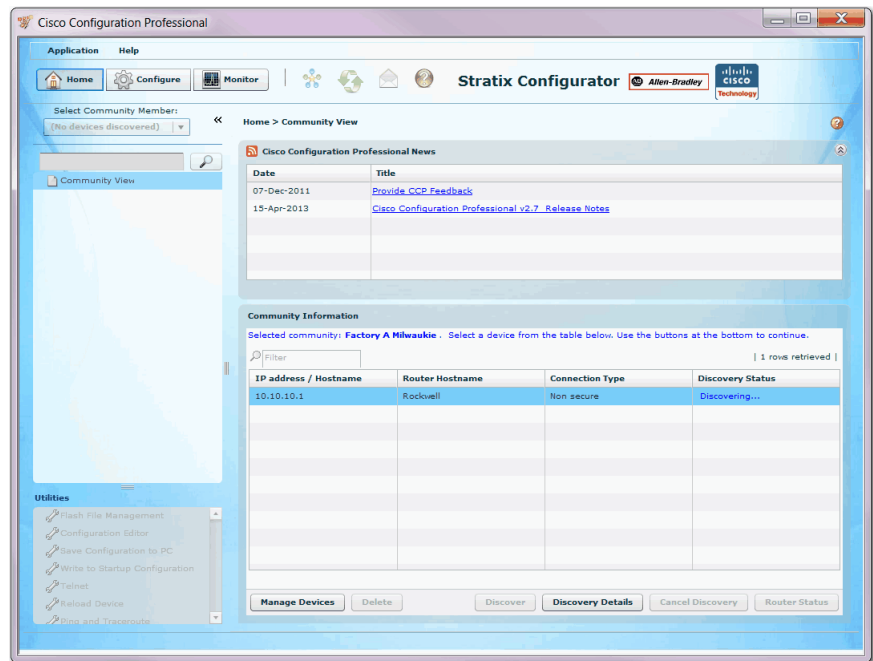 Cisco Configuration Professional
Application Help
Home Configure Monitor Stratix Configurator Allen-Bradley CISCO Technology
Select Community Member:
(No devices discovered)
Home > Community View
Community View
Cisco Configuration Professional News
Date Title
07-Dec-2011 Provide CCP Feedback
15-Apr-2013 Cisco Configuration Professional v2.7 Release Notes
Community Information
Selected community: Factory A Milwaukie . Select a device from the table below. Use the buttons at the bottom to continue.
Filter | 1 rows retrieved |
IP address / Hostname Router Hostname Connection Type Discovery Status
10.10.10.1 Rockwell Non secure Discovering...
Utilities
Flash File Management
Configuration Editor
Save Configuration to PC
Write to Startup Configuration
Telnet
Reload Device
Ping and Traceroute
Manage Devices Delete Discover Discovery Details Cancel Discovery Router Status